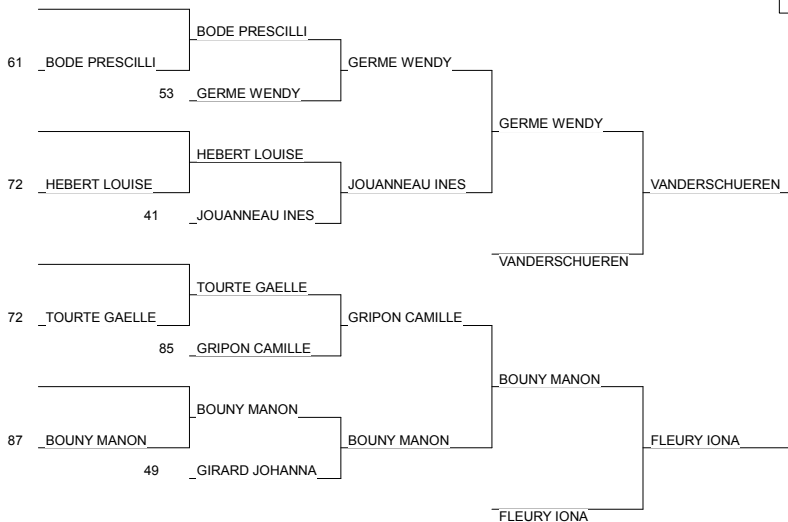 BODE PRESCILLI
61 BODE PRESCILLI GERME WENDY
53 GERME WENDY
GERME WENDY
HEBERT LOUISE
72 HEBERT LOUISE JOUANNEAU INES VANDERSCHUEREN
41 JOUANNEAU INES
VANDERSCHUEREN
TOURTE GAELLE
72 TOURTE GAELLE GRIPON CAMILLE
85 GRIPON CAMILLE
BOUNY MANON
BOUNY MANON
87 BOUNY MANON BOUNY MANON FLEURY IONA
49 GIRARD JOHANNA
FLEURY IONA